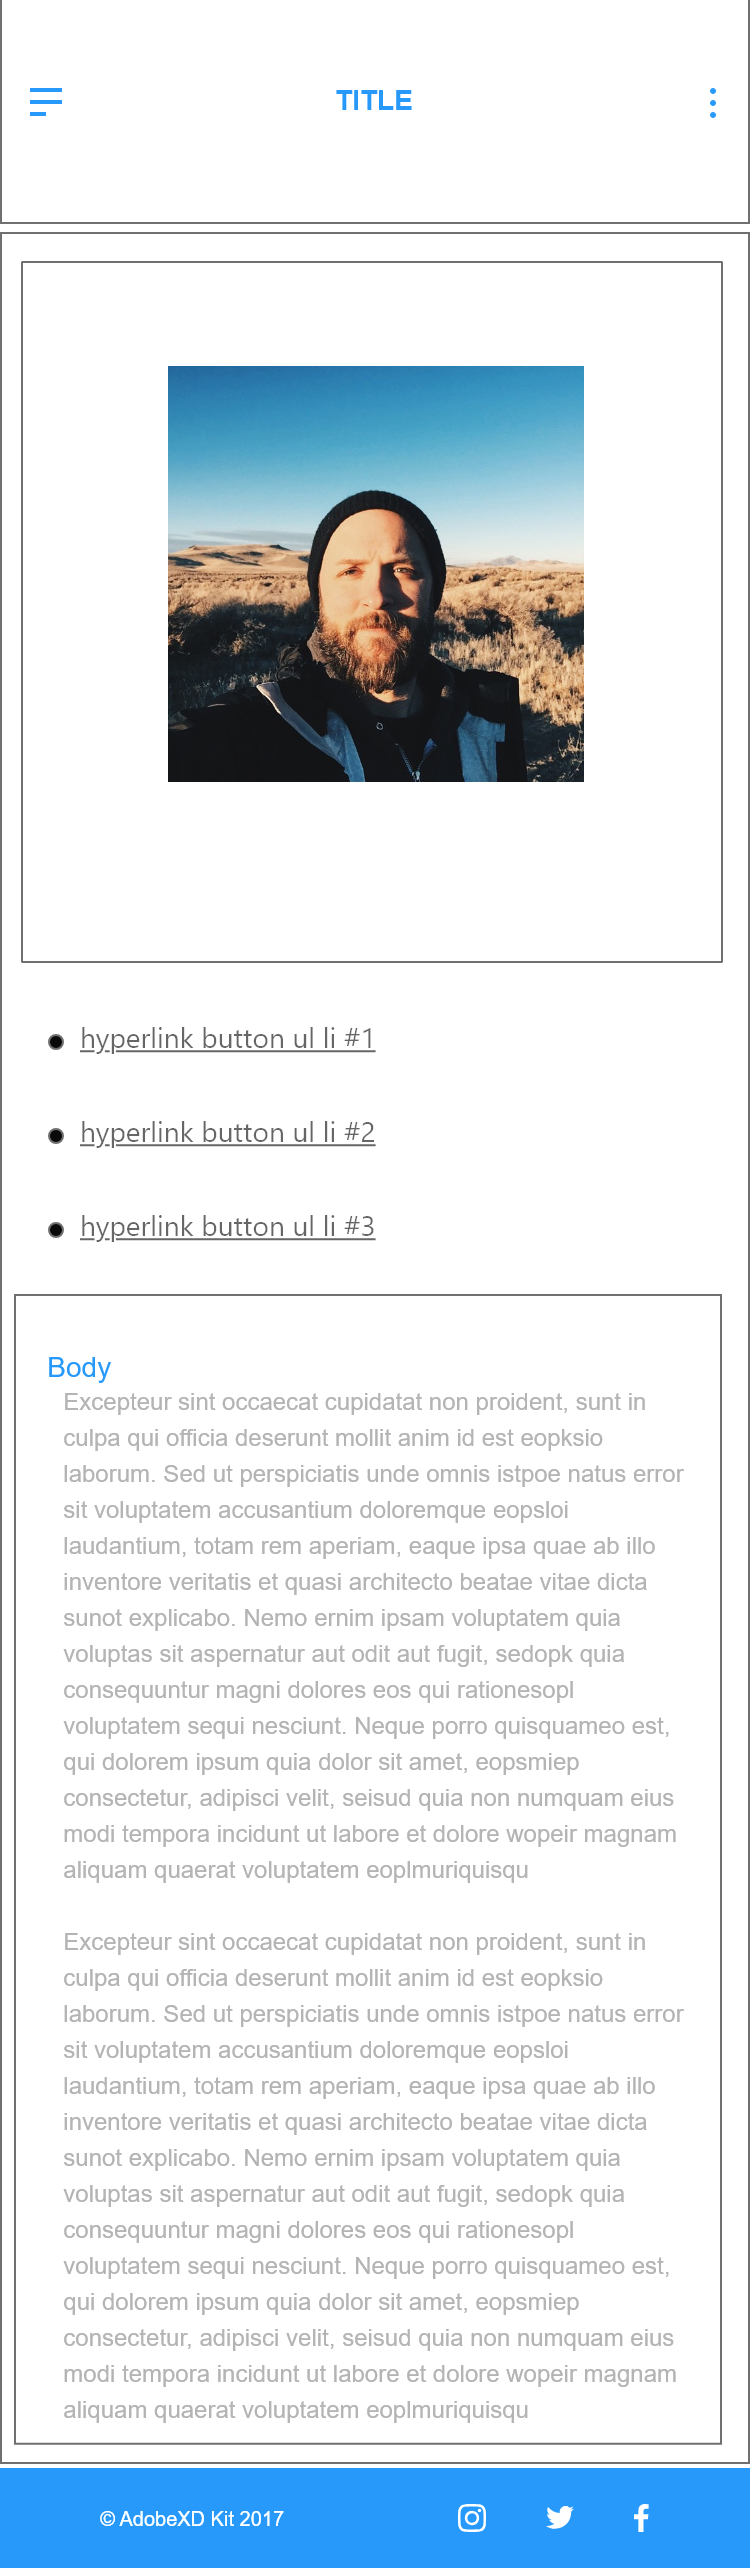 TITLE
hyperlink button ul li #1
hyperlink button ul li #2
hyperlink button ul li #3
Body
Excepteur sint occaecat cupidatat non proident, sunt in
culpa qui officia deserunt mollit anim id est eopksio
laborum. Sed ut perspiciatis unde omnis istpoe natus error
sit voluptatem accusantium doloremque eopsloi
laudantium, totam rem aperiam, eaque ipsa quae ab illo
inventore veritatis et quasi architecto beatae vitae dicta
sunot explicabo. Nemo ernim ipsam voluptatem quia
voluptas sit aspernatur aut odit aut fugit, sedopk quia
consequuntur magni dolores eos qui rationesopl
voluptatem sequi nesciunt. Neque porro quisquameo est,
qui dolorem ipsum quia dolor sit amet, eopsmiep
consectetur, adipisci velit, seisud quia non numquam eius
modi tempora incidunt ut labore et dolore wopeir magnam
aliquam quaerat voluptatem eoplmuriquisqu
Excepteur sint occaecat cupidatat non proident, sunt in
culpa qui officia deserunt mollit anim id est eopksio
laborum. Sed ut perspiciatis unde omnis istpoe natus error
sit voluptatem accusantium doloremque eopsloi
laudantium, totam rem aperiam, eaque ipsa quae ab illo
inventore veritatis et quasi architecto beatae vitae dicta
sunot explicabo. Nemo ernim ipsam voluptatem quia
voluptas sit aspernatur aut odit aut fugit, sedopk quia
consequuntur magni dolores eos qui rationesopl
voluptatem sequi nesciunt. Neque porro quisquameo est,
qui dolorem ipsum quia dolor sit amet, eopsmiep
consectetur, adipisci velit, seisud quia non numquam eius
modi tempora incidunt ut labore et dolore wopeir magnam
aliquam quaerat voluptatem eoplmuriquisqu
© AdobeXD Kit 2017